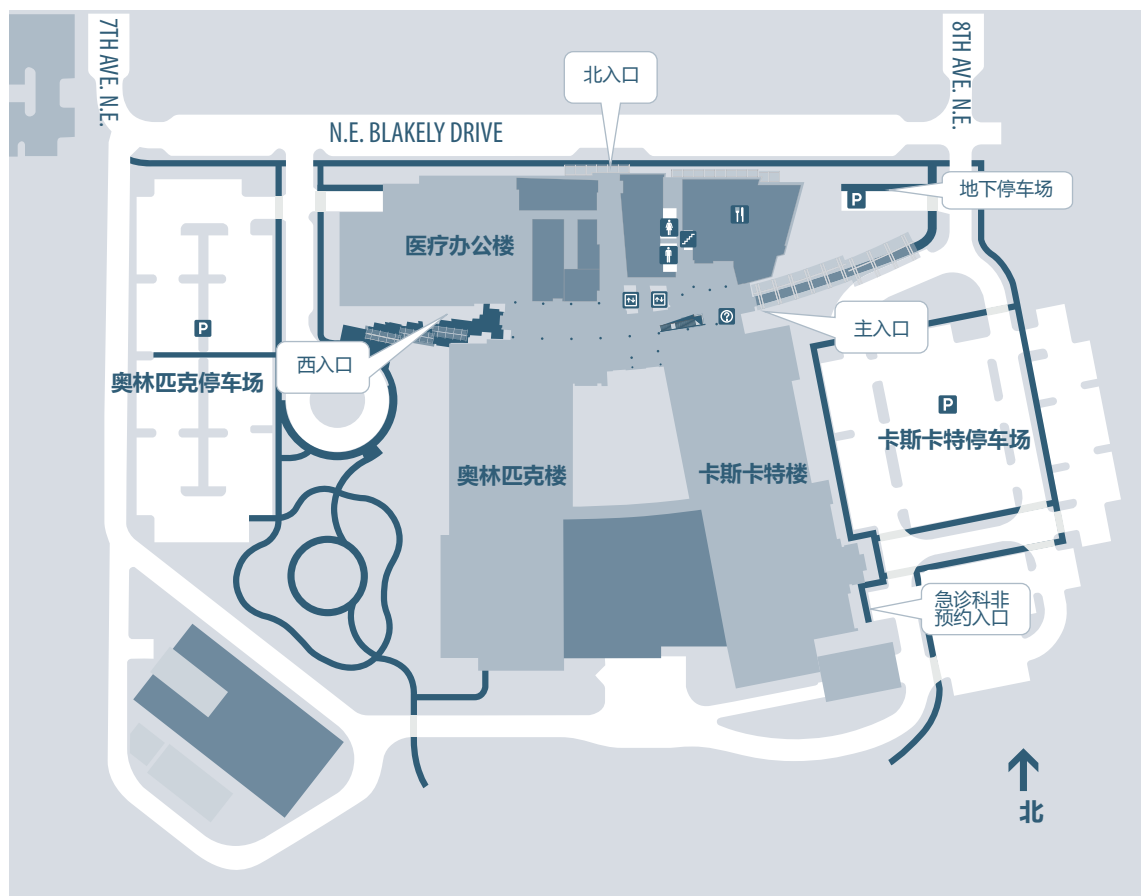 7TH AVE. N.E.
8TH AVE. N.E.
北入口
N.E. BLAKELY DRIVE
P
地下停车场
医疗办公楼
P
主入口
西入口
奥林匹克停车场
P
卡斯卡特停车场
奥林匹克楼
卡斯卡特楼
急诊科非
预约入口
北